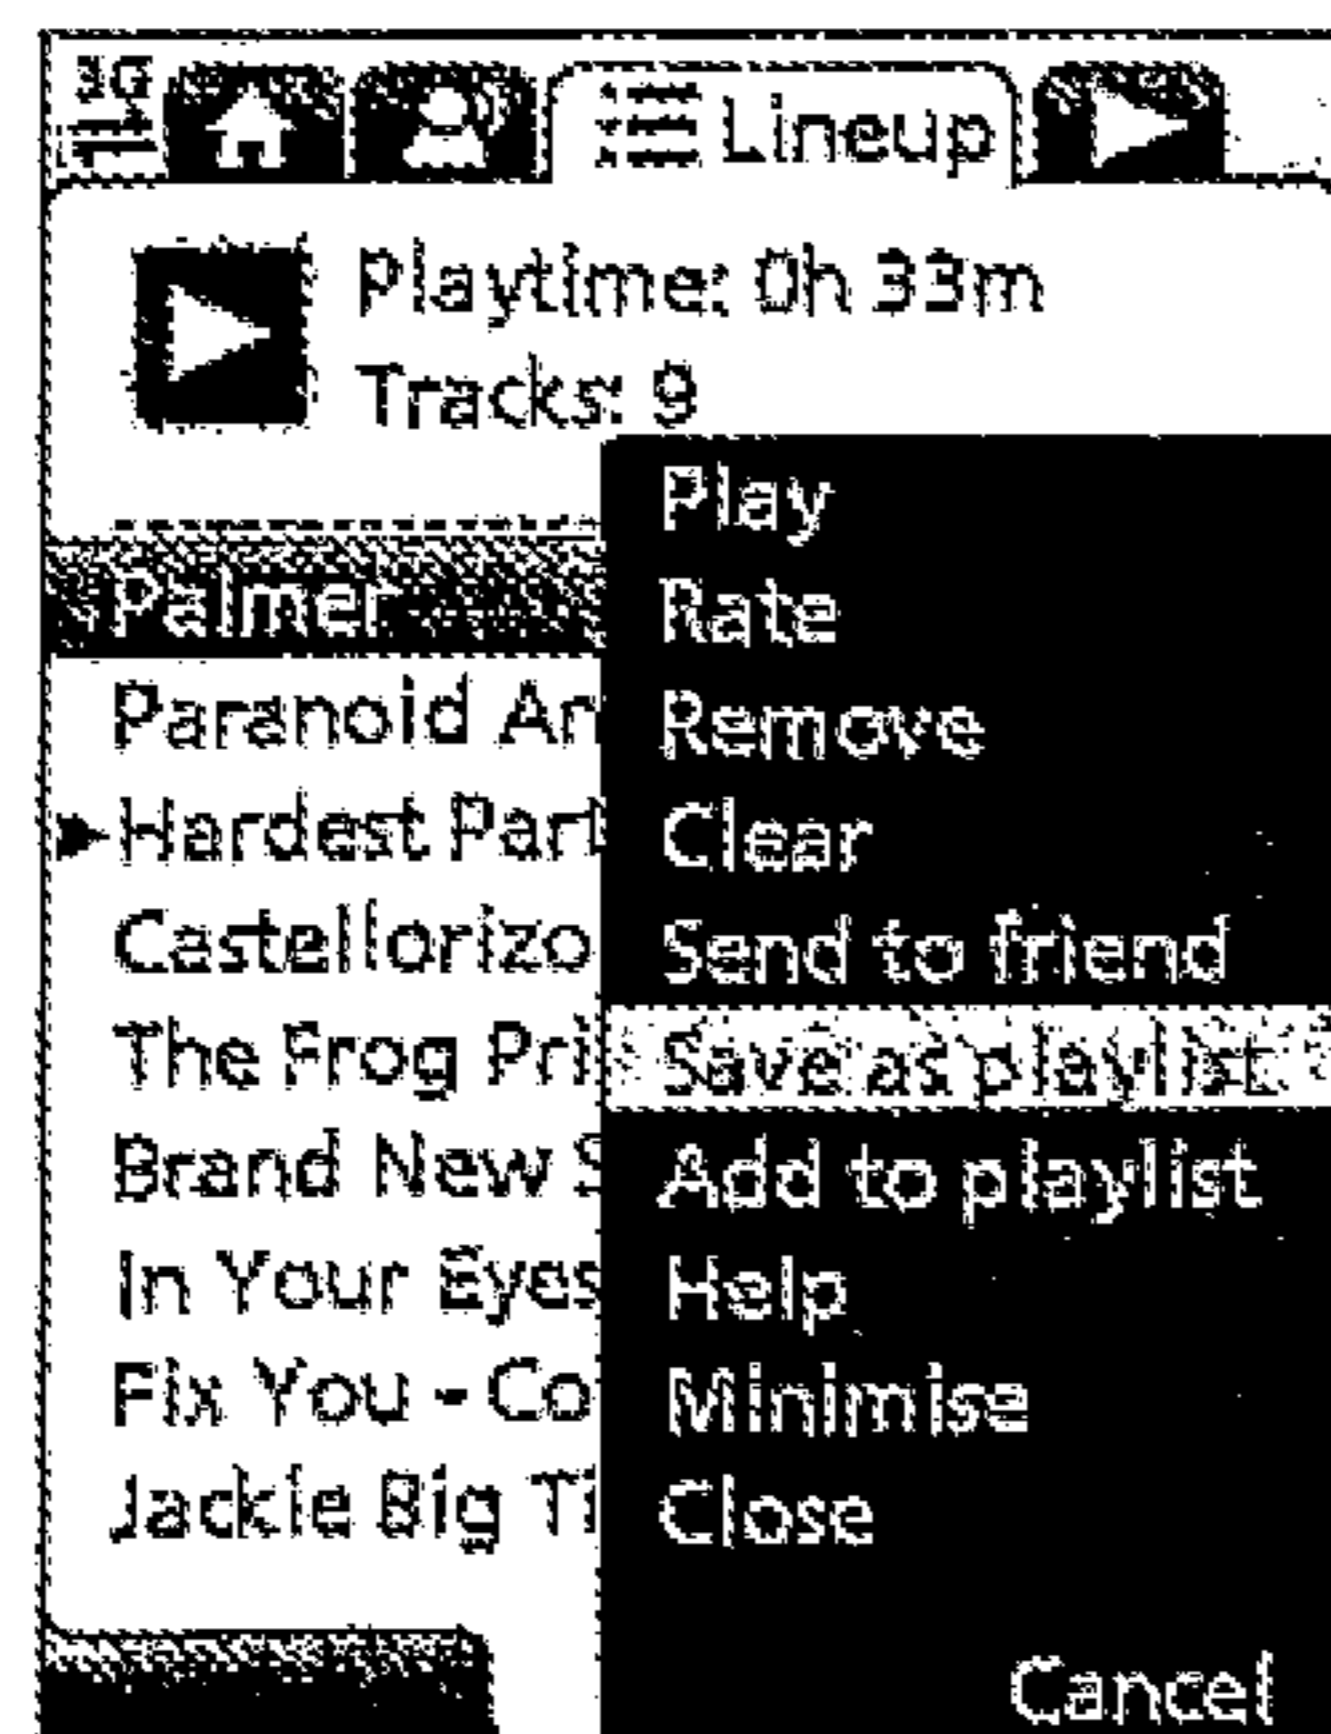 3G
Lineup
Playtime: 0h 33m
Tracks: 9
Palmer
Paranoid An
Hardest Part
Castellorizo
The Frog Pri
Brand New S
In Your Eyes
Fix You - Co
Jackie Big Ti
Play
Rate
Remove
Clear
Send to friend
Save as playlist
Add to playlist
Help
Minimise
Close
Cancel